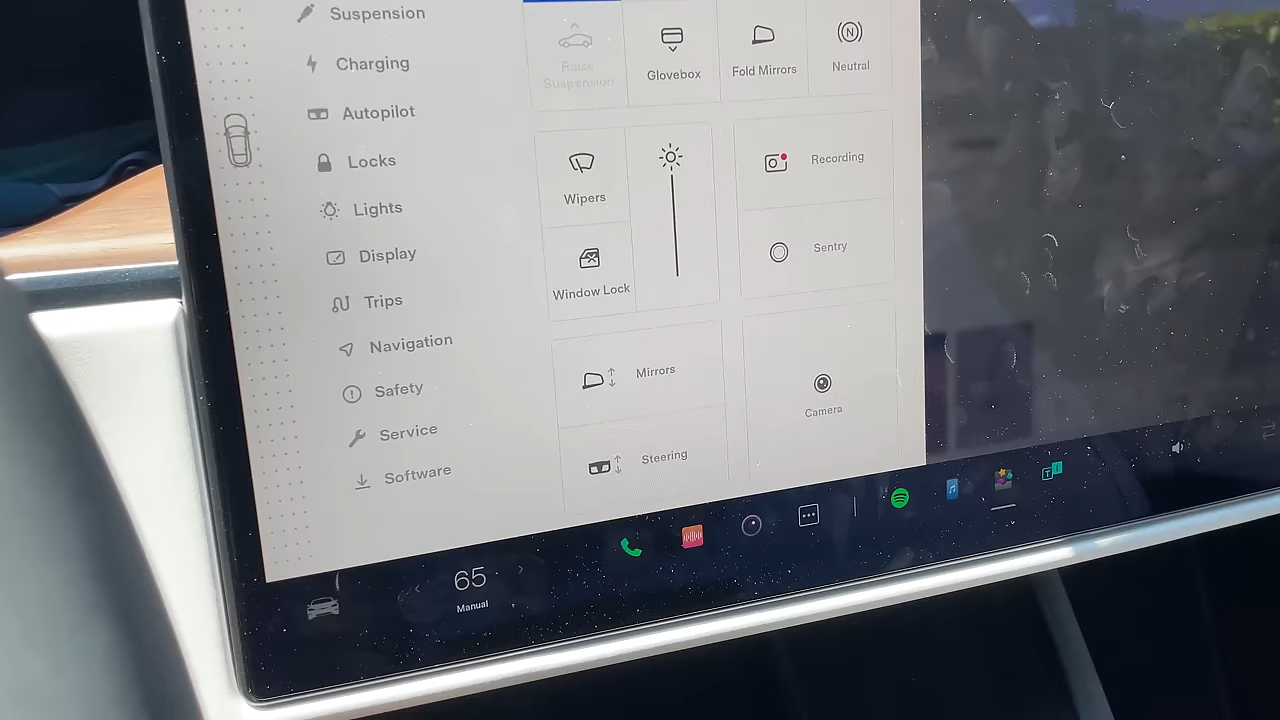 Suspension
Charging
Autopilot
Locks
Lights
Display
Trips
Navigation
Safety
Service
Software
Raise
Suspension
Glovebox
Fold Mirrors
N
Neutral
Wipers
Recording
Sentry
Window Lock
Mirrors
Camera
Steering
65
Manual
T